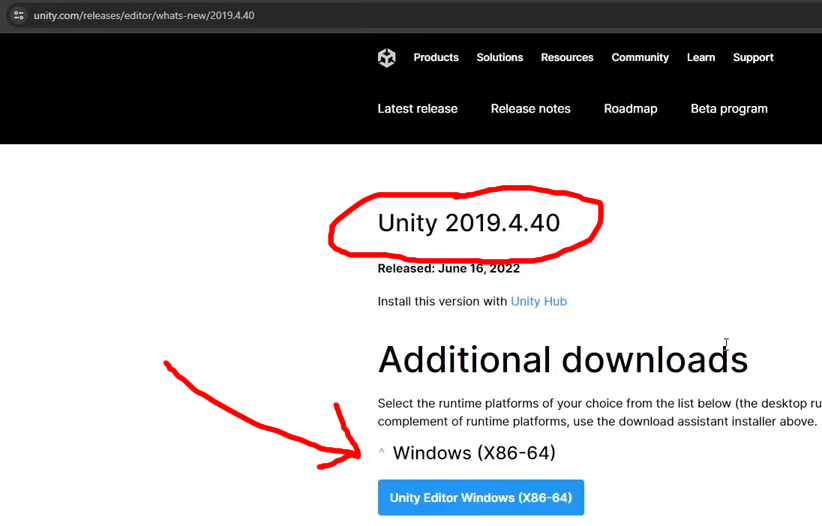 unity.com/releases/editor/whats-new/2019.4.40
Products Solutions Resources Community Learn Support
Latest release Release notes Roadmap Beta program
Unity 2019.4.40
Released: June 16, 2022
Install this version with Unity Hub
Additional downloads
Select the runtime platforms of your choice from the list below (the desktop ru
complement of runtime platforms, use the download assistant installer above.
^ Windows (X86-64)
Unity Editor Windows (X86-64)